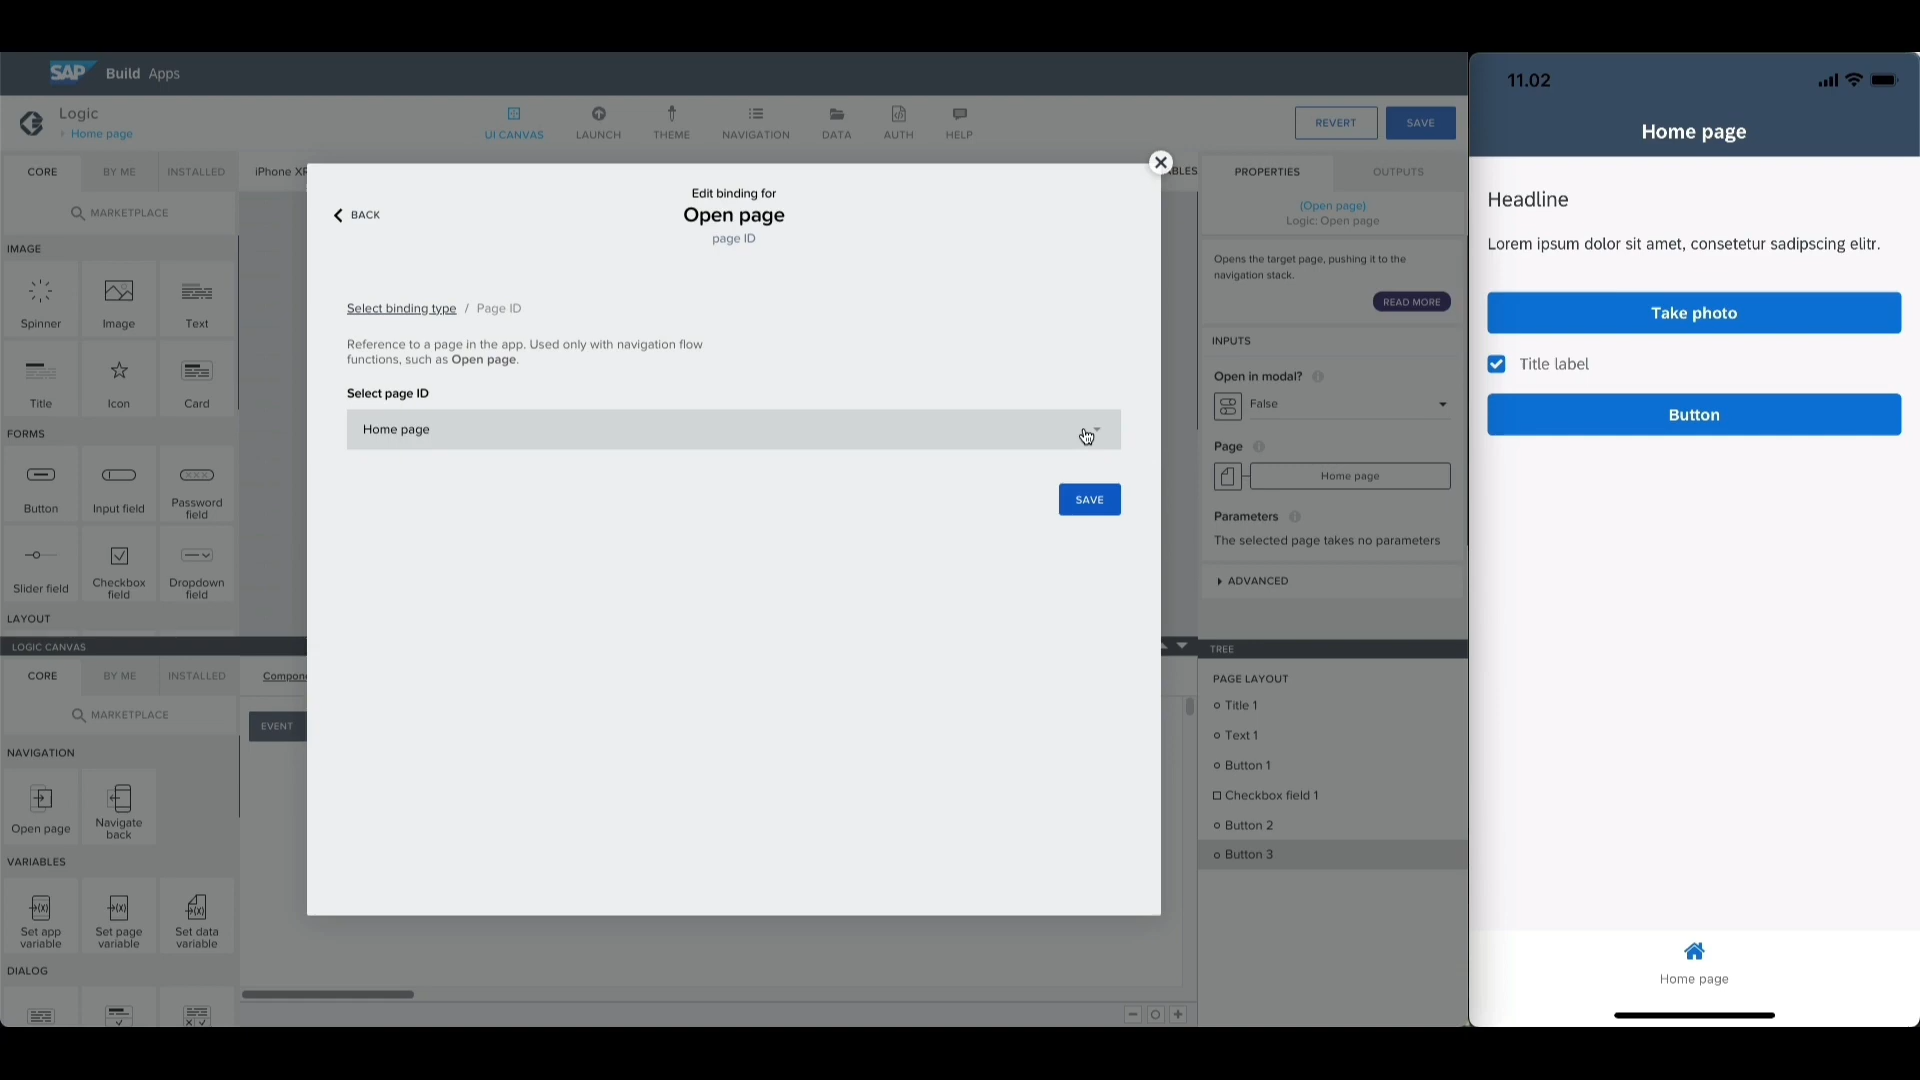 SAP Build Apps
Logic
Home page
UI CANVAS
LAUNCH
THEME
NAVIGATION
DATA
AUTH
HELP
REVERT
SAVE
CORE
BY ME
INSTALLED
iPhone XR
MARKETPLACE
IMAGE
Spinner
Image
Text
Title
Icon
Card
FORMS
Button
Input field
Password
field
Slider field
Checkbox
field
Dropdown
field
LAYOUT
Edit binding for
BACK
Open page
page ID
Select binding type / Page ID
Reference to a page in the app. Used only with navigation flow
functions, such as Open page.
Select page ID
Home page
SAVE
PROPERTIES
OUTPUTS
(Open page)
Logic: Open page
Opens the target page, pushing it to the
navigation stack.
READ MORE
INPUTS
Open in modal?
False
Page
Home page
Parameters
The selected page takes no parameters
ADVANCED
LOGIC CANVAS
CORE
BY ME
INSTALLED
Compon
MARKETPLACE
EVENT
NAVIGATION
Open page
Navigate
back
VARIABLES
Set app
variable
Set page
variable
Set data
variable
DIALOG
TREE
PAGE LAYOUT
Title 1
Text 1
Button 1
Checkbox field 1
Button 2
Button 3
11.02
Home page
Headline
Lorem ipsum dolor sit amet, consetetur sadipscing elitr.
Take photo
Title label
Button
Home page